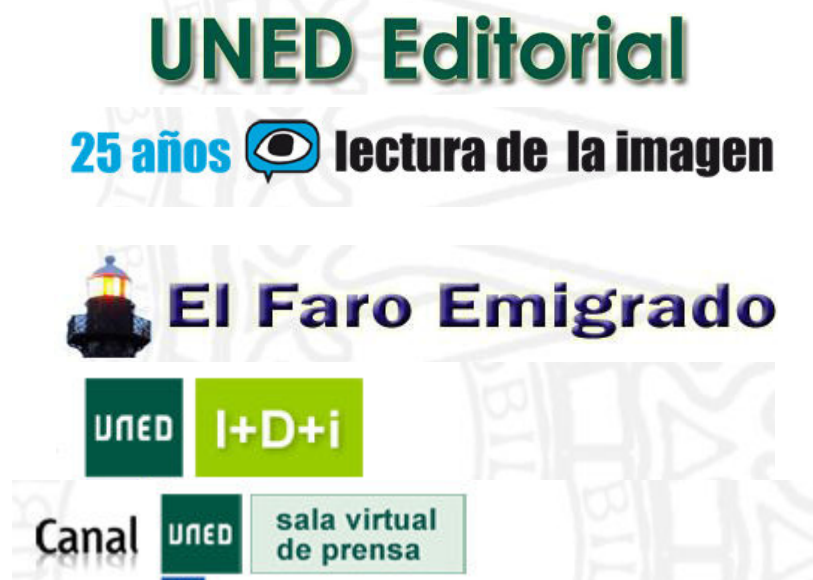 UNED Editorial
25 años lectura de la imagen
El Faro Emigrado
UNED I+D+i
Canal UNED sala virtual
de prensa